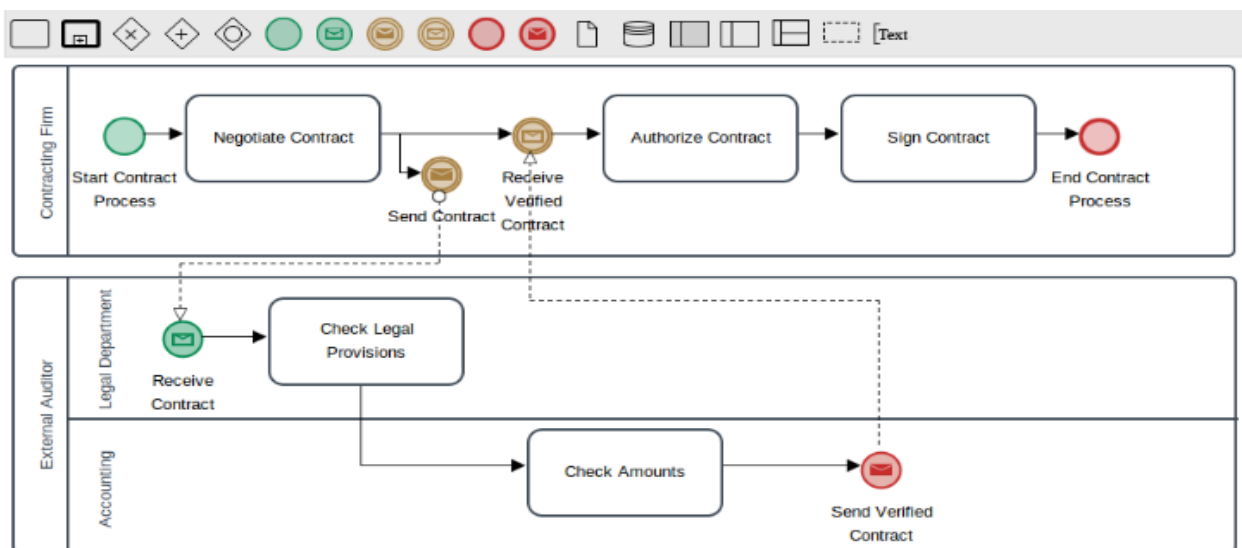 Text
Contracting Firm
Start Contract
Process
Negotiate Contract
Send Contract
Receive
Verified
Contract
Authorize Contract
Sign Contract
End Contract
Process
External Auditor
Legal Department
Receive
Contract
Check Legal
Provisions
Accounting
Check Amounts
Send Verified
Contract